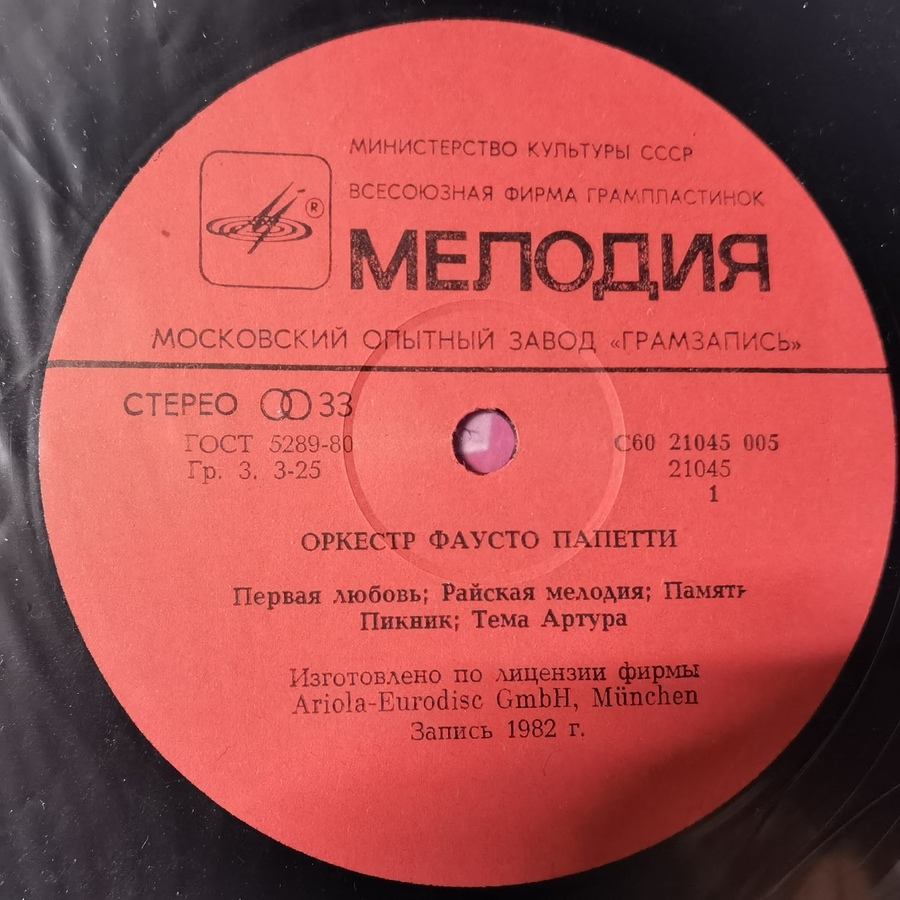 МИНИСТЕРСТВО КУЛЬТУРЫ СССР
ВСЕСОЮЗНАЯ ФИРМА ГРАМПЛАСТИНОК
®
МЕЛОДИЯ
МОСКОВСКИЙ ОПЫТНЫЙ ЗАВОД «ГРАМЗАПИСЬ»
СТЕРЕО 33
ГОСТ 5289-80
Гр. 3. 3-25
С60 21045 005
21045
1
ОРКЕСТР ФАУСТО ПАПЕТТИ
Первая любовь; Райская мелодия; Память
Пикник; Тема Артура
Изготовлено по лицензии фирмы
Ariola-Eurodisc GmbH, München
Запись 1982 г.